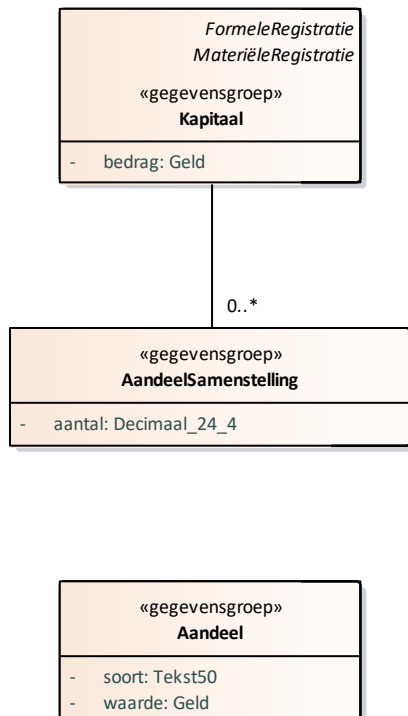 FormeleRegistratie
MateriëleRegistratie
«gegevensgroep»
Kapitaal
- bedrag: Geld
0..*
«gegevensgroep»
AandeelSamenstelling
- aantal: Decimaal_24_4
«gegevensgroep»
Aandeel
- soort: Tekst50
- waarde: Geld